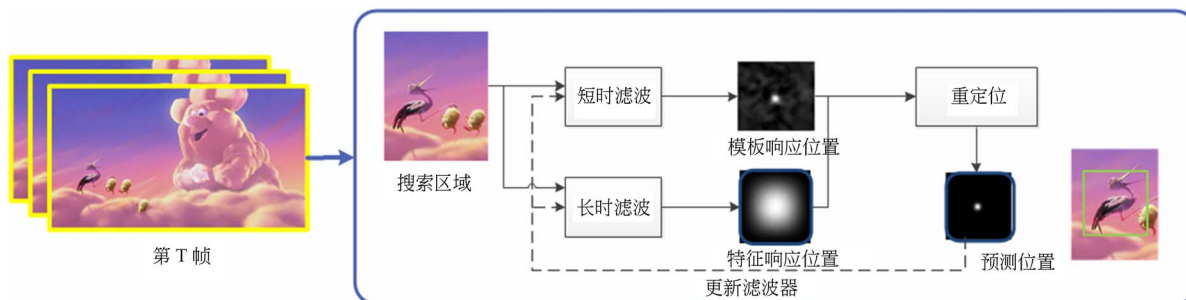 第 T 帧
搜索区域
短时滤波
长时滤波
模板响应位置
特征响应位置
重定位
预测位置
更新滤波器